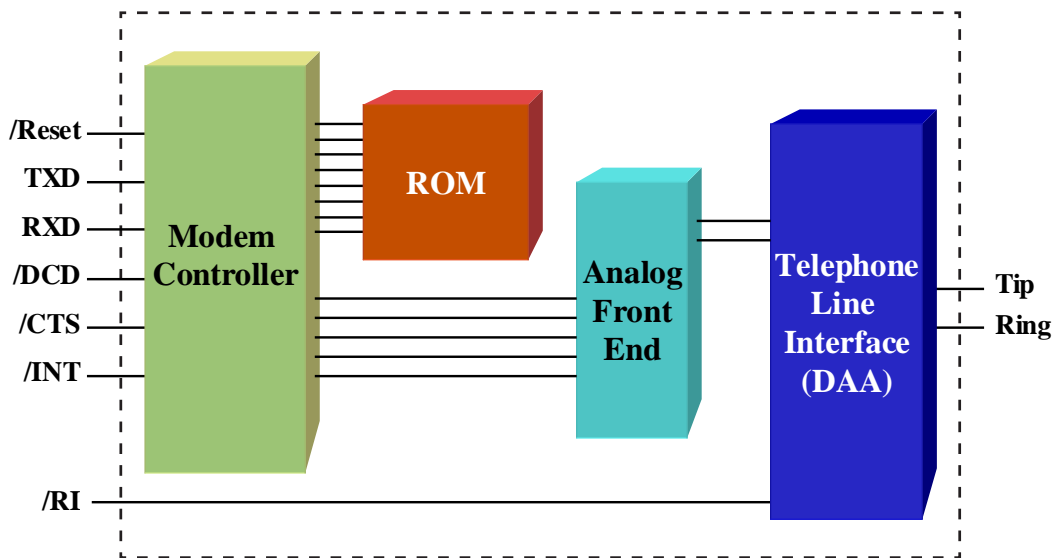 /Reset
TXD
RXD
/DCD
/CTS
/INT
/RI
Modem
Controller
ROM
Analog
Front
End
Telephone
Line
Interface
(DAA)
Tip
Ring